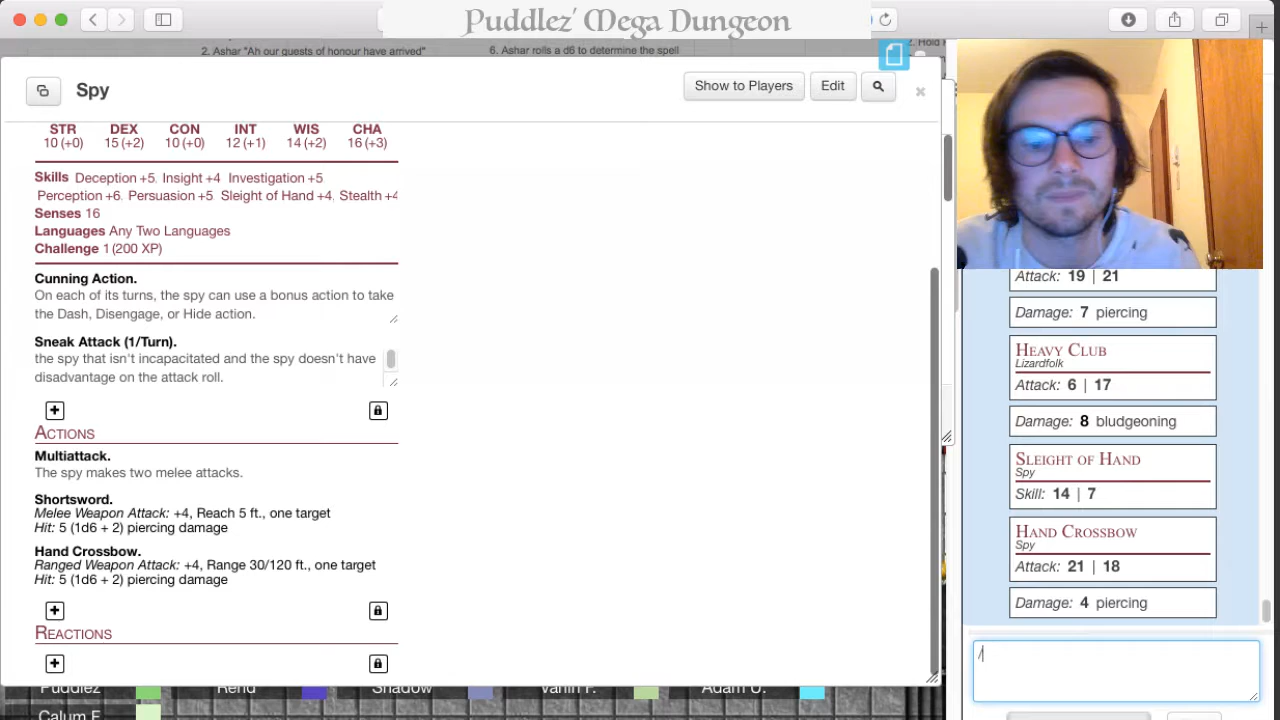 Puddlez' Mega Dungeon
2. Ashar "Ah our guests of honour have arrived"
6. Ashar rolls a d6 to determine the spell
2. Hold
Spy
Show to Players
Edit
STR DEX CON INT WIS CHA
10 (+0) 15 (+2) 10 (+0) 12 (+1) 14 (+2) 16 (+3)
Skills Deception +5, Insight +4 Investigation +5
Perception +6, Persuasion +5 Sleight of Hand +4, Stealth +4
Senses 16
Languages Any Two Languages
Challenge 1 (200 XP)
Cunning Action.
On each of its turns, the spy can use a bonus action to take
the Dash, Disengage, or Hide action.
Sneak Attack (1/Turn).
the spy that isn't incapacitated and the spy doesn't have
disadvantage on the attack roll.
Actions
Multiattack.
The spy makes two melee attacks.
Shortsword.
Melee Weapon Attack: +4, Reach 5 ft., one target
Hit: 5 (1d6 + 2) piercing damage
Hand Crossbow.
Ranged Weapon Attack: +4, Range 30/120 ft., one target
Hit: 5 (1d6 + 2) piercing damage
Reactions
Puddlez Rend Shadow Vanin F. Adam U.
Calum F.
Attack: 19 | 21
Damage: 7 piercing
Heavy Club
Lizardfolk
Attack: 6 | 17
Damage: 8 bludgeoning
Sleight of Hand
Spy
Skill: 14 | 7
Hand Crossbow
Spy
Attack: 21 | 18
Damage: 4 piercing
/